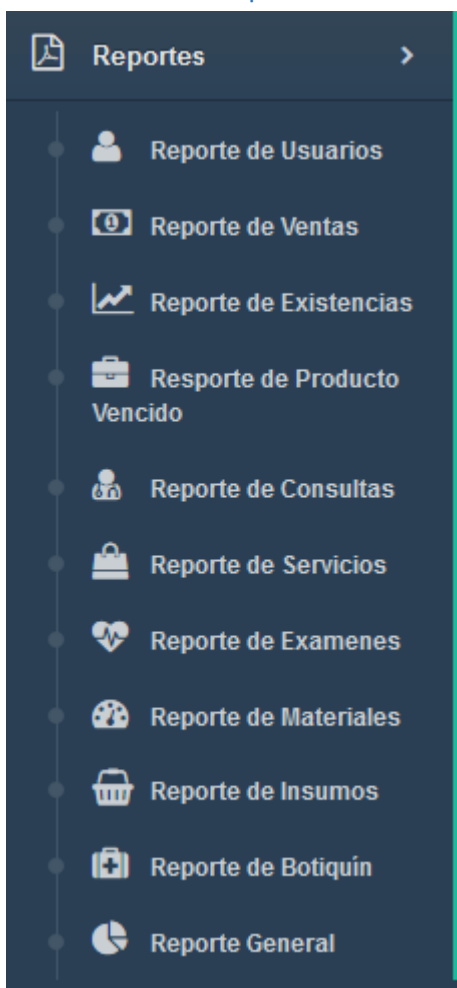 Reportes
Reporte de Usuarios
Reporte de Ventas
Reporte de Existencias
Resporte de Producto
Vencido
Reporte de Consultas
Reporte de Servicios
Reporte de Examenes
Reporte de Materiales
Reporte de Insumos
Reporte de Botiquín
Reporte General